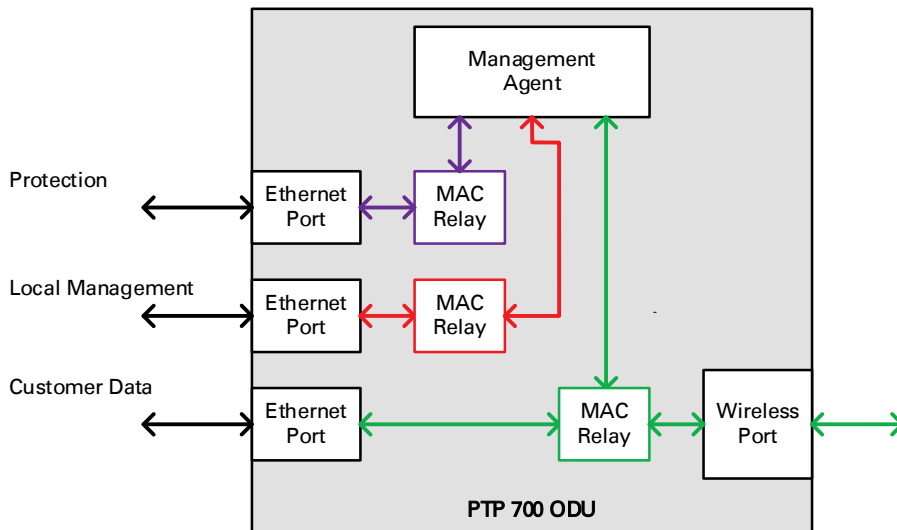 Management
Agent
Protection
Ethernet
Port
MAC
Relay
Local Management
Ethernet
Port
MAC
Relay
Customer Data
Ethernet
Port
MAC
Relay
Wireless
Port
PTP 700 ODU